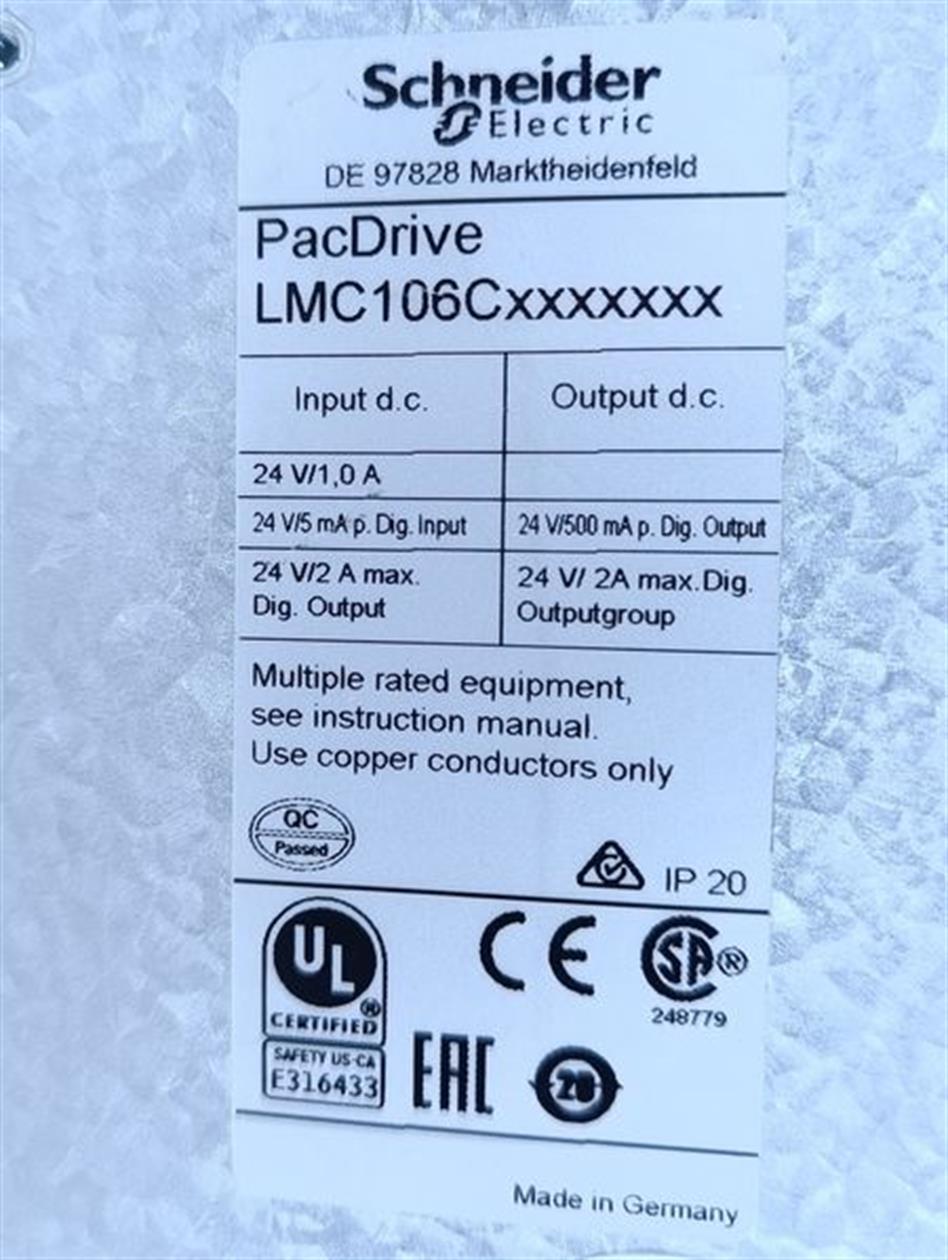 Schneider
Electric
DE 97828 Marktheidenfeld
PacDrive
LMC106Cxxxxxxx
Input d.c. Output d.c.
24 V/1,0 A
24 V/5 mA p. Dig. Input 24 V/500 mA p. Dig. Output
24 V/2 A max. 24 V/ 2A max.Dig.
Dig. Output Outputgroup
Multiple rated equipment,
see instruction manual.
Use copper conductors only
QC
Passed
IP 20
UL ®
CERTIFIED
SAFETY US-CA
E316433
CE
SA ®
248779
EAC
20
Made in Germany